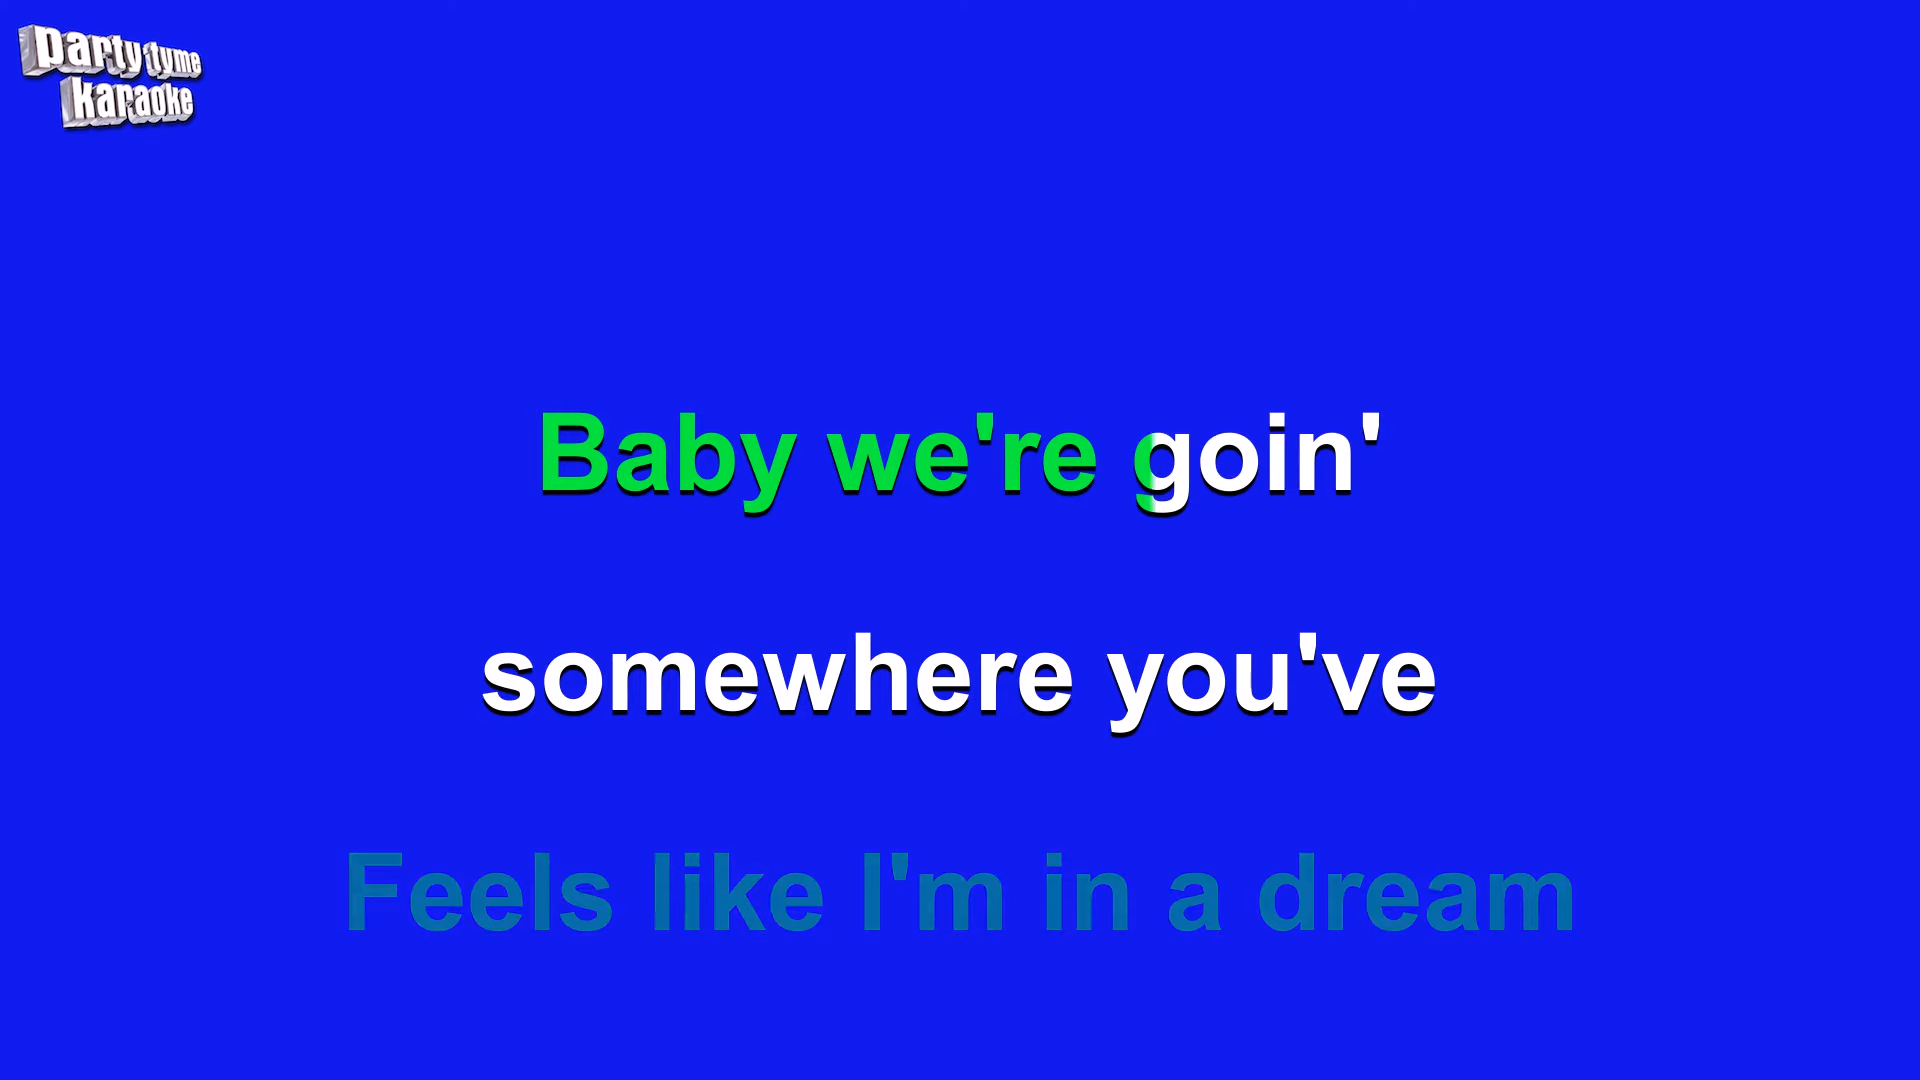 party tyme
karaoke
Baby we're goin'
somewhere you've
Feels like I'm in a dream